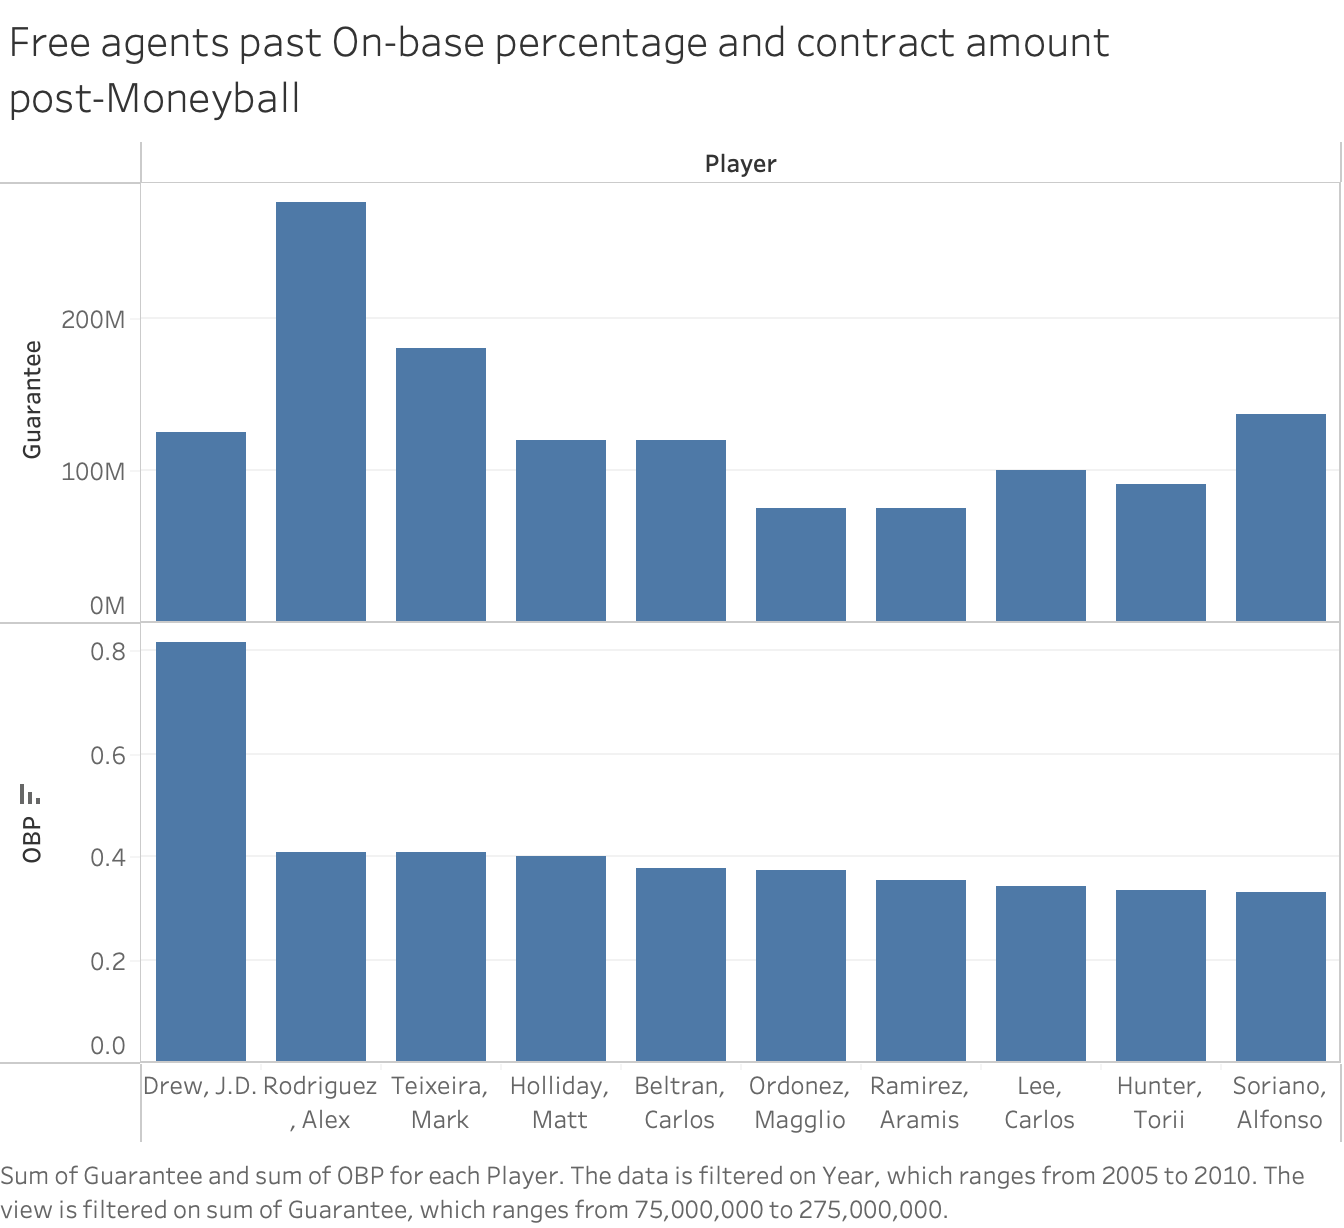 Free agents past On-base percentage and contract amount
post-Moneyball
Player
Guarantee
200M
100M
0M
OBP
0.8
0.6
0.4
0.2
0.0
Drew, J.D.
Rodriguez
, Alex
Teixeira,
Mark
Holliday,
Matt
Beltran,
Carlos
Ordonez,
Magglio
Ramirez,
Aramis
Lee,
Carlos
Hunter,
Torii
Soriano,
Alfonso
Sum of Guarantee and sum of OBP for each Player. The data is filtered on Year, which ranges from 2005 to 2010. The
view is filtered on sum of Guarantee, which ranges from 75,000,000 to 275,000,000.